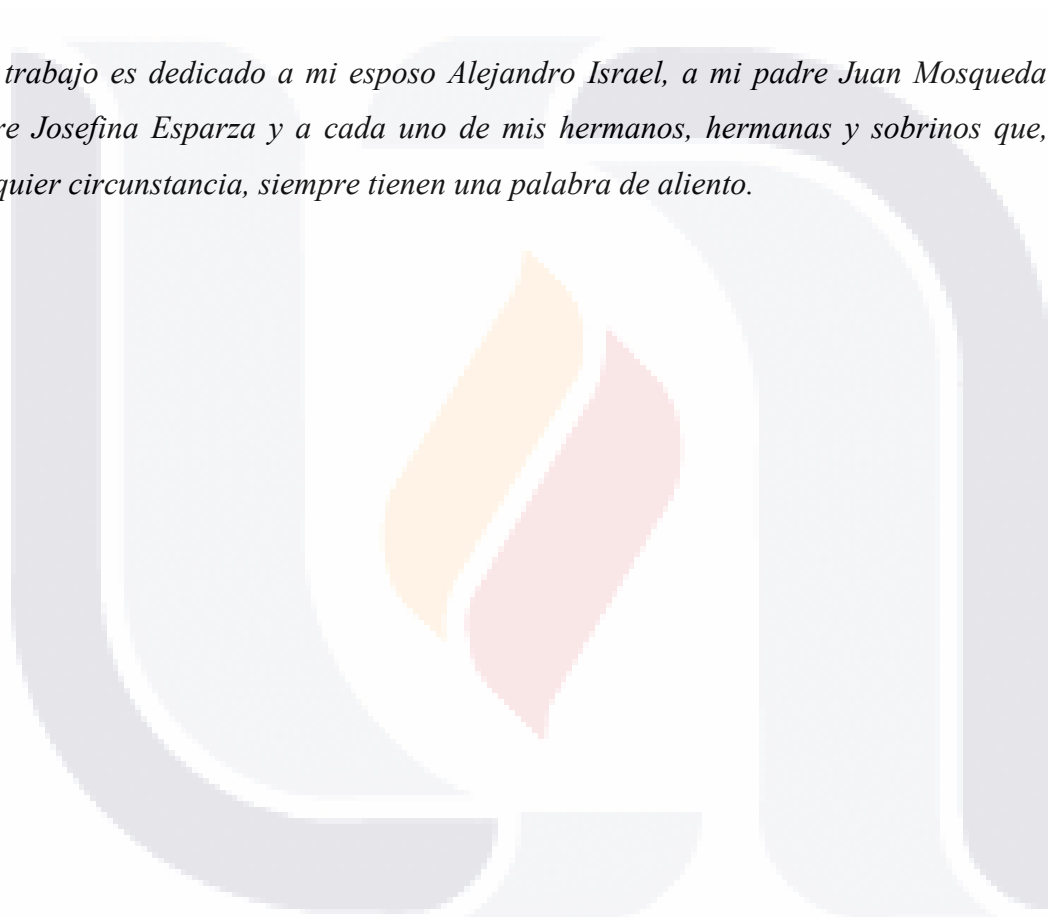 trabajo es dedicado a mi esposo Alejandro Israel, a mi padre Juan Mosqueda
re Josefina Esparza y a cada uno de mis hermanos, hermanas y sobrinos que,
quier circunstancia, siempre tienen una palabra de aliento.